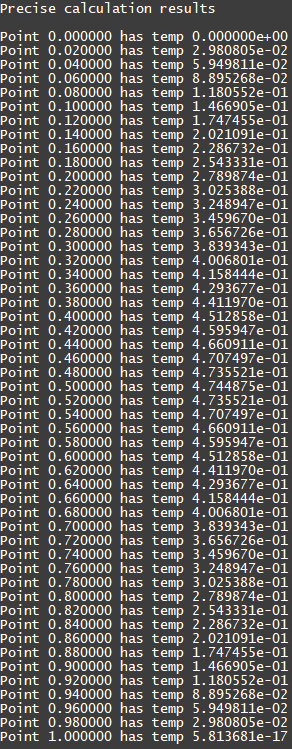 Precise calculation results
Point 0.000000 has temp 0.000000e+00
Point 0.020000 has temp 2.980805e-02
Point 0.040000 has temp 5.949811e-02
Point 0.060000 has temp 8.895268e-02
Point 0.080000 has temp 1.180552e-01
Point 0.100000 has temp 1.466905e-01
Point 0.120000 has temp 1.747455e-01
Point 0.140000 has temp 2.021091e-01
Point 0.160000 has temp 2.286732e-01
Point 0.180000 has temp 2.543331e-01
Point 0.200000 has temp 2.789874e-01
Point 0.220000 has temp 3.025388e-01
Point 0.240000 has temp 3.248947e-01
Point 0.260000 has temp 3.459670e-01
Point 0.280000 has temp 3.656726e-01
Point 0.300000 has temp 3.839343e-01
Point 0.320000 has temp 4.006801e-01
Point 0.340000 has temp 4.158444e-01
Point 0.360000 has temp 4.293677e-01
Point 0.380000 has temp 4.411970e-01
Point 0.400000 has temp 4.512858e-01
Point 0.420000 has temp 4.595947e-01
Point 0.440000 has temp 4.660911e-01
Point 0.460000 has temp 4.707497e-01
Point 0.480000 has temp 4.735521e-01
Point 0.500000 has temp 4.744875e-01
Point 0.520000 has temp 4.735521e-01
Point 0.540000 has temp 4.707497e-01
Point 0.560000 has temp 4.660911e-01
Point 0.580000 has temp 4.595947e-01
Point 0.600000 has temp 4.512858e-01
Point 0.620000 has temp 4.411970e-01
Point 0.640000 has temp 4.293677e-01
Point 0.660000 has temp 4.158444e-01
Point 0.680000 has temp 4.006801e-01
Point 0.700000 has temp 3.839343e-01
Point 0.720000 has temp 3.656726e-01
Point 0.740000 has temp 3.459670e-01
Point 0.760000 has temp 3.248947e-01
Point 0.780000 has temp 3.025388e-01
Point 0.800000 has temp 2.789874e-01
Point 0.820000 has temp 2.543331e-01
Point 0.840000 has temp 2.286732e-01
Point 0.860000 has temp 2.021091e-01
Point 0.880000 has temp 1.747455e-01
Point 0.900000 has temp 1.466905e-01
Point 0.920000 has temp 1.180552e-01
Point 0.940000 has temp 8.895268e-02
Point 0.960000 has temp 5.949811e-02
Point 0.980000 has temp 2.980805e-02
Point 1.000000 has temp 5.813681e-17